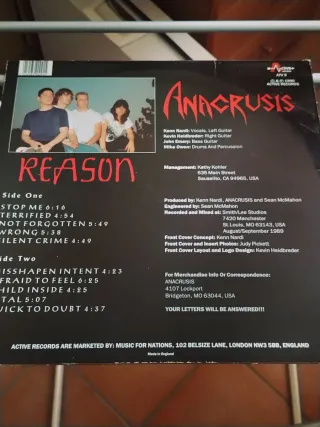 ANACRUSIS
ACTIVE RECORDS
Kenn Nardi: Vocals, Left Guitar
Kevin Heidbreder: Right Guitar
John Emery: Bass Guitar
Mike Owen: Drums And Percussion
REASON
Management: Kathy Kohler
636 Main Street
Sausalito, CA 94965, USA
Side One
STOP ME 6:16
TERRIFIED 4:54
NOT FORGOTTEN 5:49
WRONG 5:38
SILENT CRIME 4:49
Side Two
MISSHAPEN INTENT 4:23
AFRAID TO FEEL 6:25
CHILD INSIDE 4:25
TAL 5:07
UICK TO DOUBT 4:37
Produced by: Kenn Nardi, ANACRUSIS and Sean McMahon
Engineered by: Sean McMahon
Recorded and Mixed at: Smith/Lee Studios
7420 Manchester
St. Louis, MO 63143, USA
August/September 1989
Front Cover Concept: Kenn Nardi
Front Cover and Insert Photos: Judy Pickett
Front Cover Layout and Logo Design: Kevin Heidbreder
For Merchandise Info Or Correspondence:
ANACRUSIS
4107 Lockport
Bridgeton, MO 63044, USA
YOUR LETTERS WILL BE ANSWERED!!!
ACTIVE RECORDS ARE MARKETED BY: MUSIC FOR NATIONS, 102 BELSIZE LANE, LONDON NW3 5BB, ENGLAND
Made in England